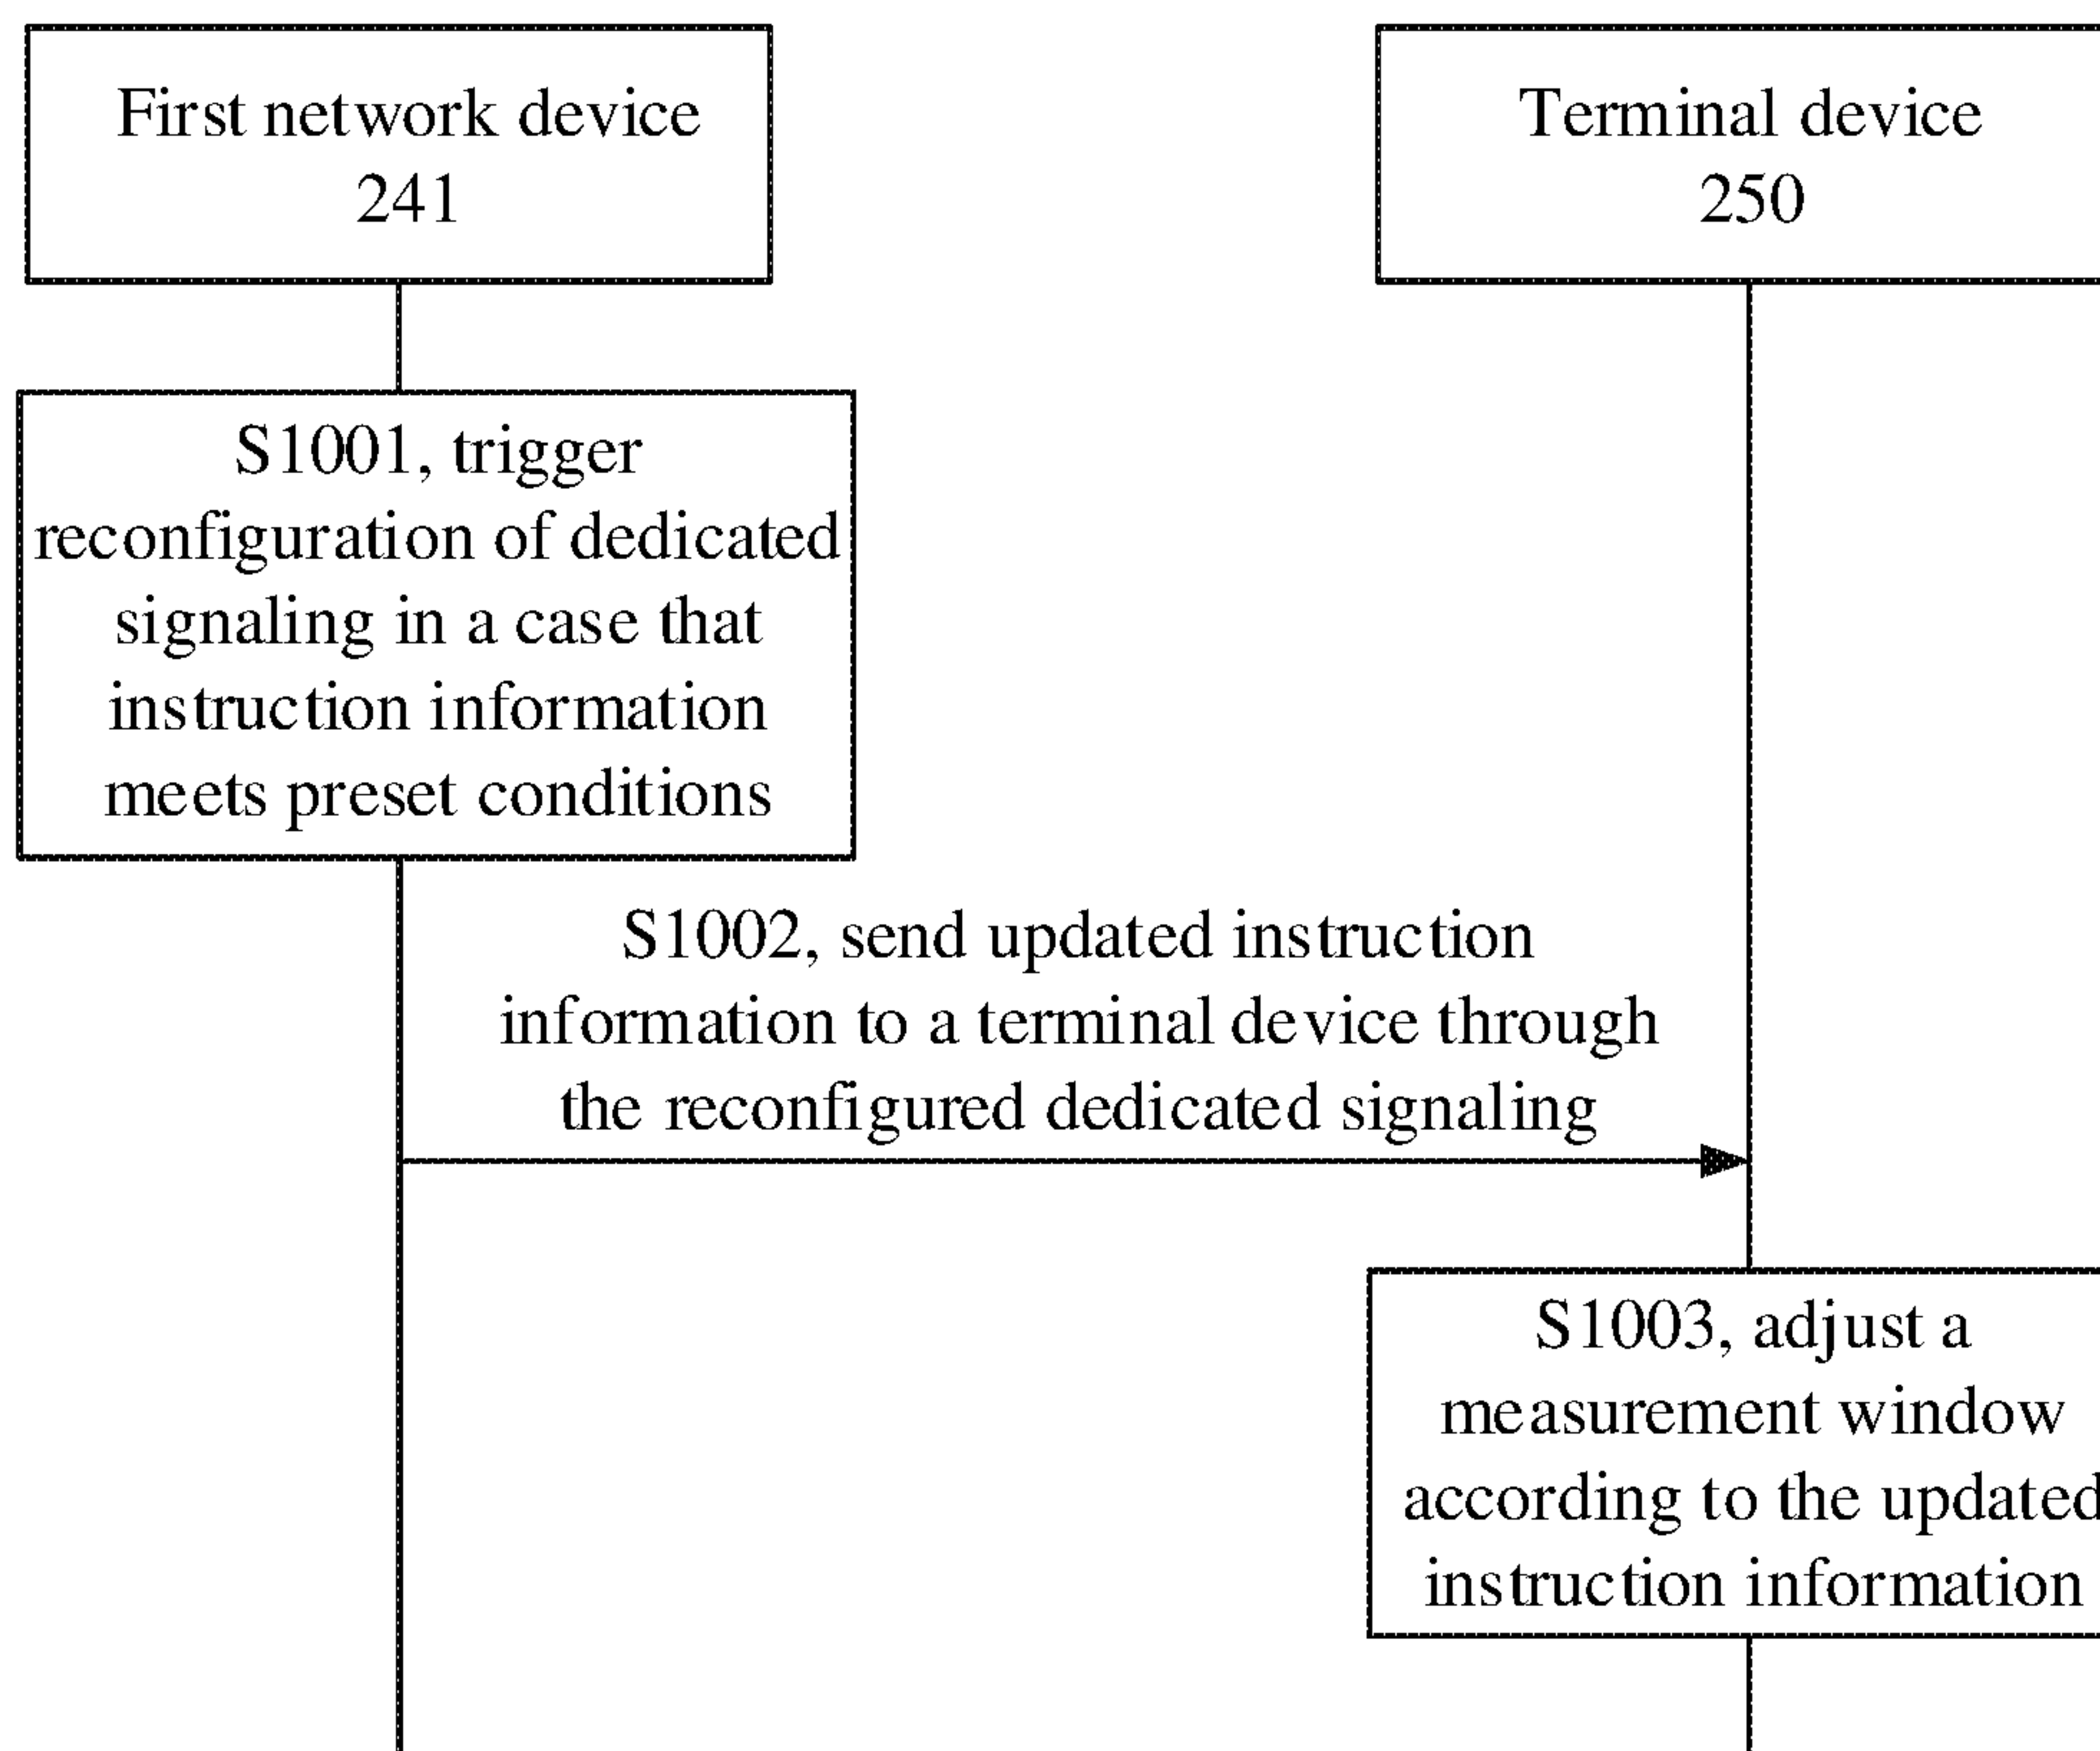 First network device
241
Terminal device
250
S1001, trigger
reconfiguration of dedicated
signaling in a case that
instruction information
meets preset conditions
S1002, send updated instruction
information to a terminal device through
the reconfigured dedicated signaling
S1003, adjust a
measurement window
according to the updated
instruction information